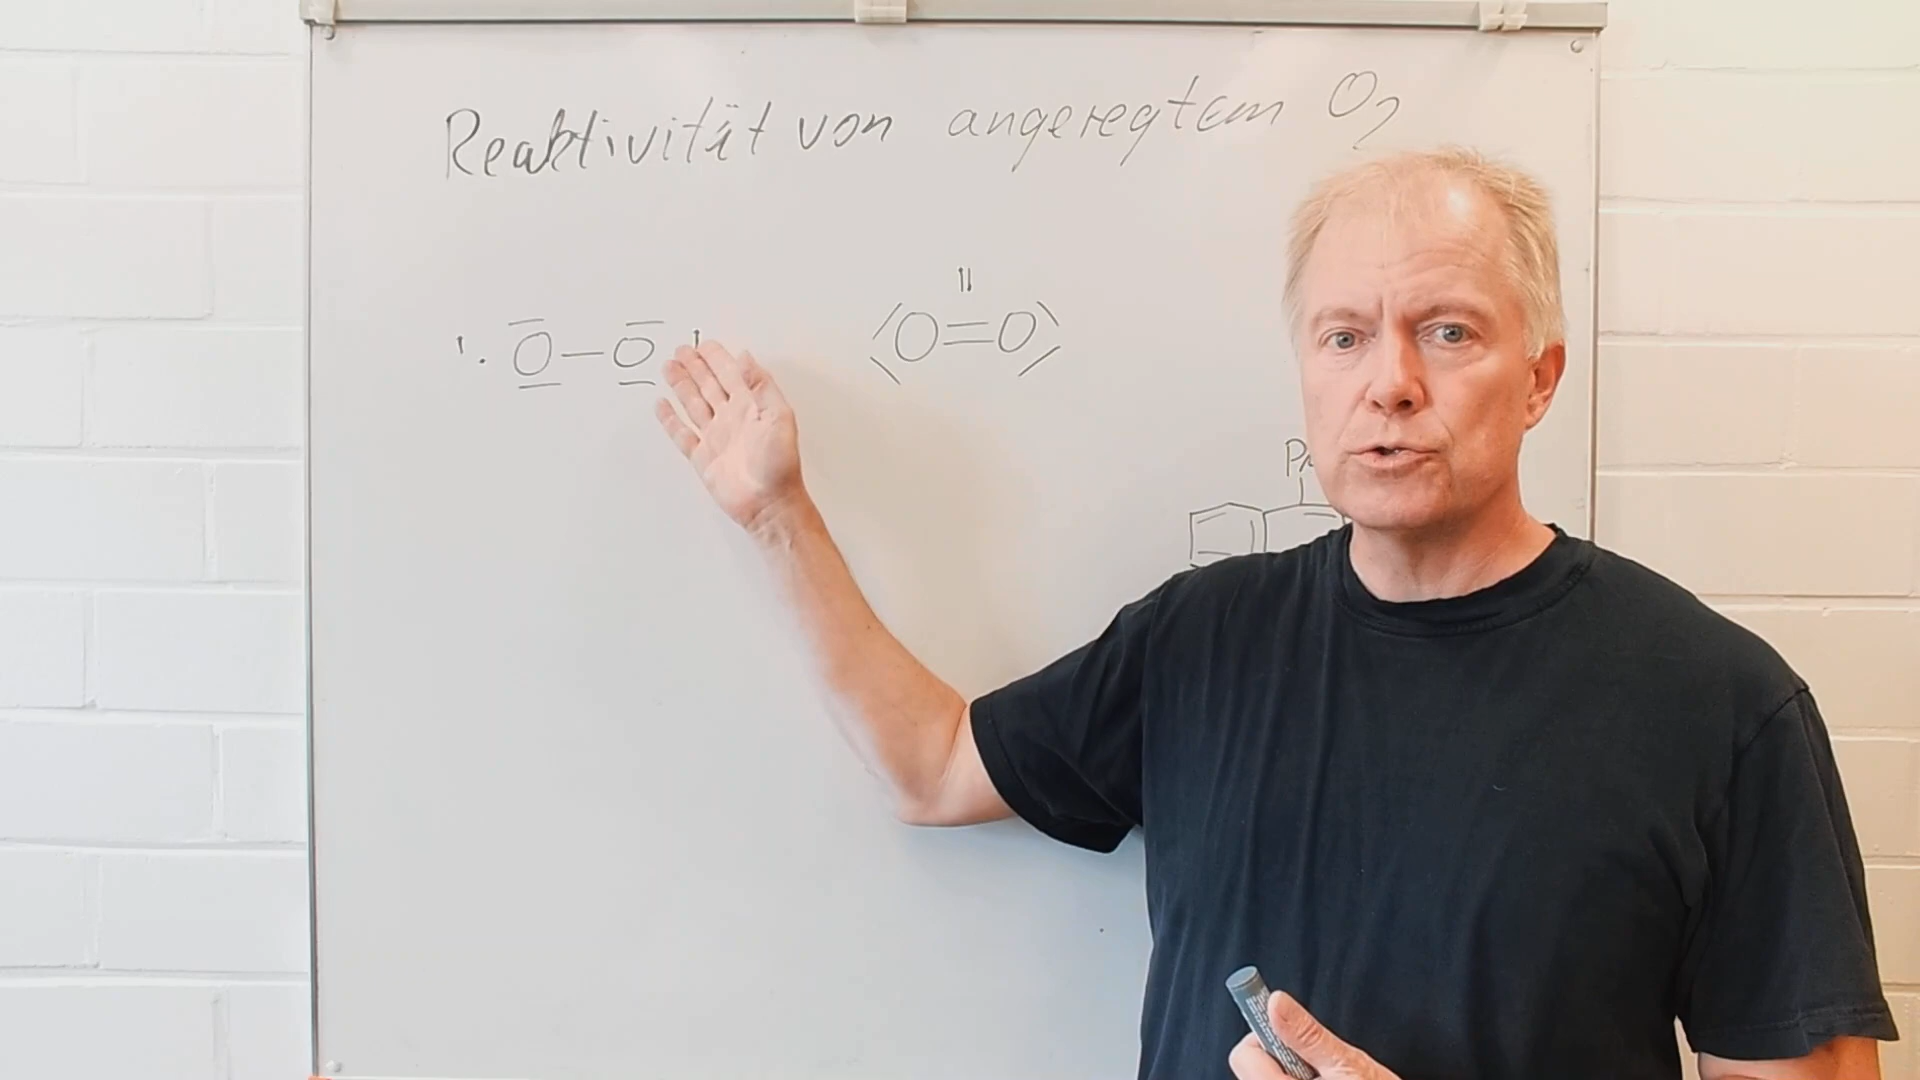 Reaktivität von angeregtem O2
O–O
O=O